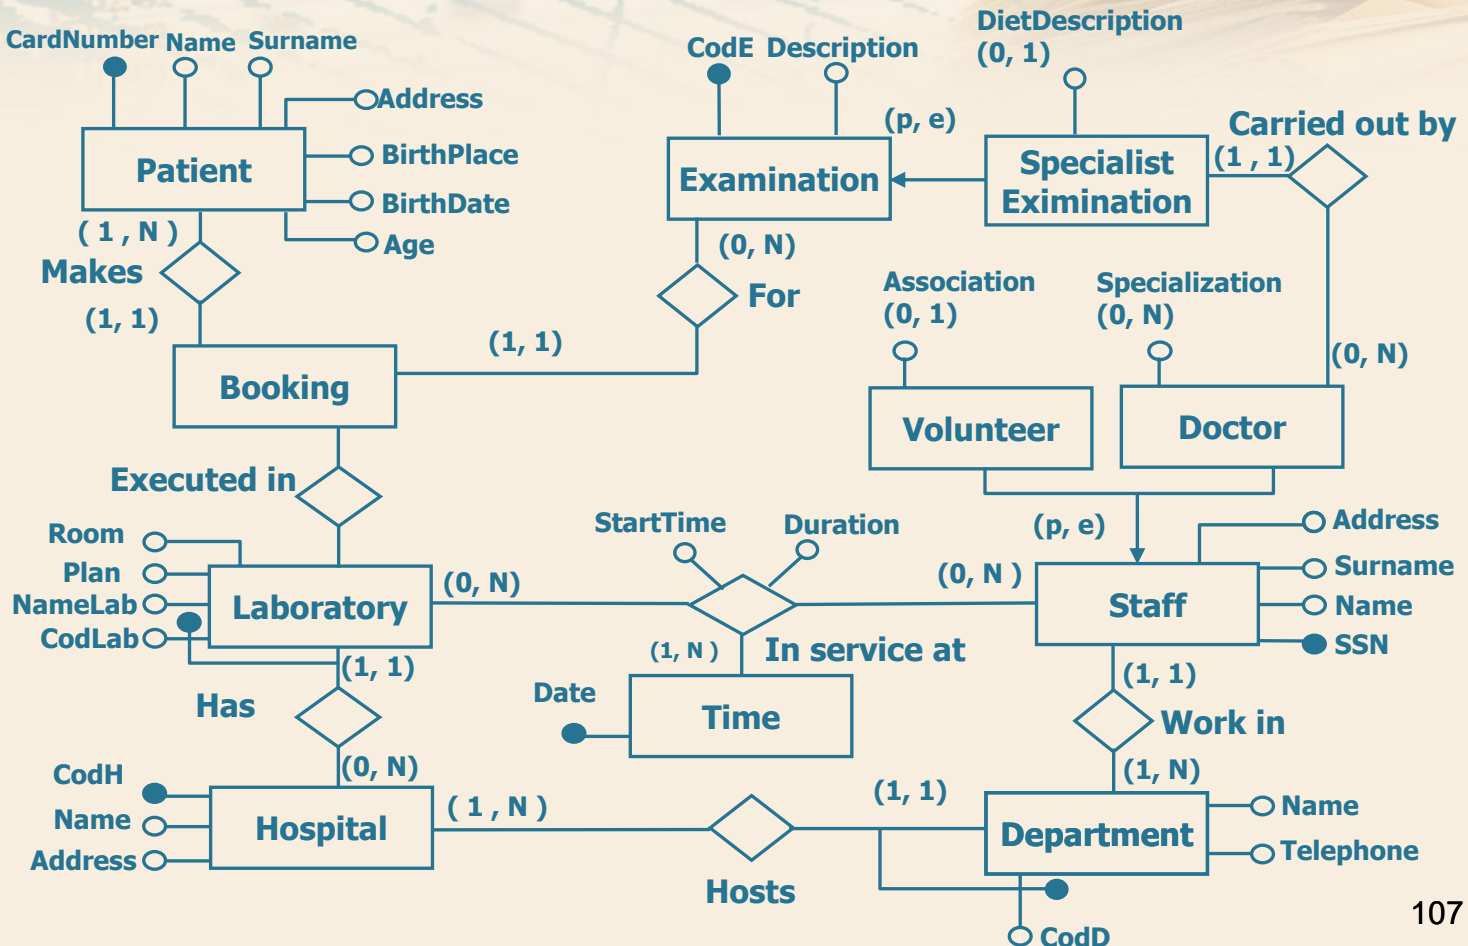 CardNumber Name Surname
Address
BirthPlace
BirthDate
Age
Patient
( 1 , N )
Makes
(1, 1)
Booking
(1, 1)
CodE Description
Examination
(p, e)
(0, N)
For
DietDescription
(0, 1)
Specialist
Eximination
(1 , 1)
Carried out by
(0, N)
Association
(0, 1)
Volunteer
Specialization
(0, N)
Doctor
(p, e)
Executed in
Room
Plan
NameLab
CodLab
Laboratory
(0, N)
StartTime
Duration
(0, N )
In service at
(1, N )
Date
Time
Staff
Address
Surname
Name
SSN
(1, 1)
Work in
(1, N)
(1, 1)
Has
(0, N)
CodH
Name
Address
Hospital
( 1 , N )
Hosts
(1, 1)
Department
Name
Telephone
CodD
107